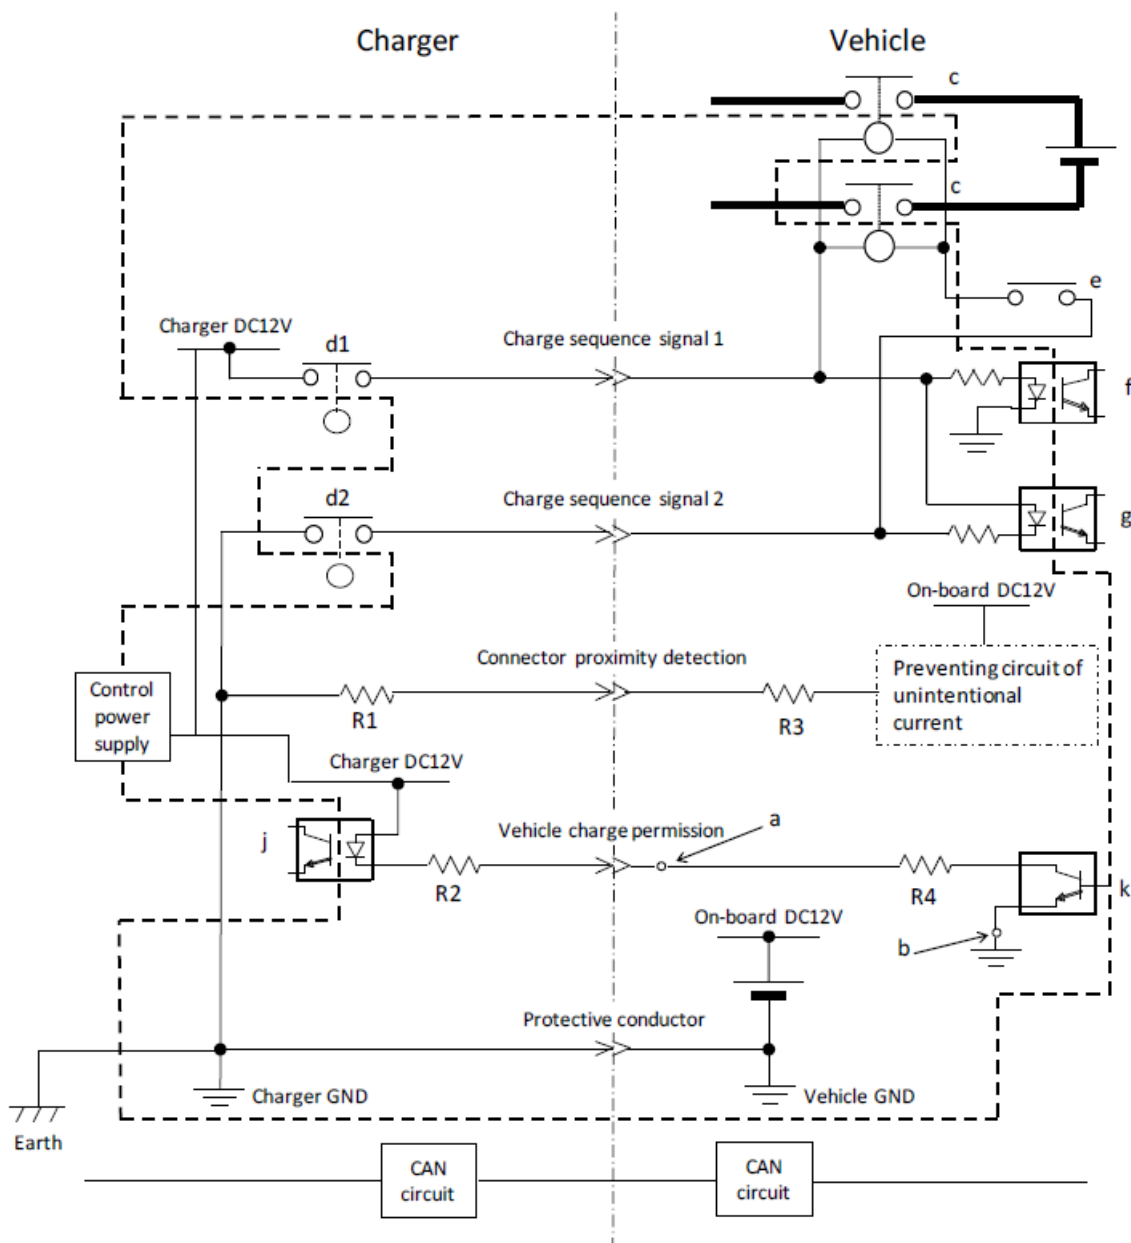 Charger
Vehicle
c
c
e
Charger DC12V
d1
Charge sequence signal 1
f
d2
Charge sequence signal 2
g
On-board DC12V
Connector proximity detection
Preventing circuit of
unintentional
current
Control
power
supply
R1
R3
Charger DC12V
j
Vehicle charge permission
a
R2
R4
k
On-board DC12V
b
Protective conductor
Charger GND
Vehicle GND
Earth
CAN
circuit
CAN
circuit